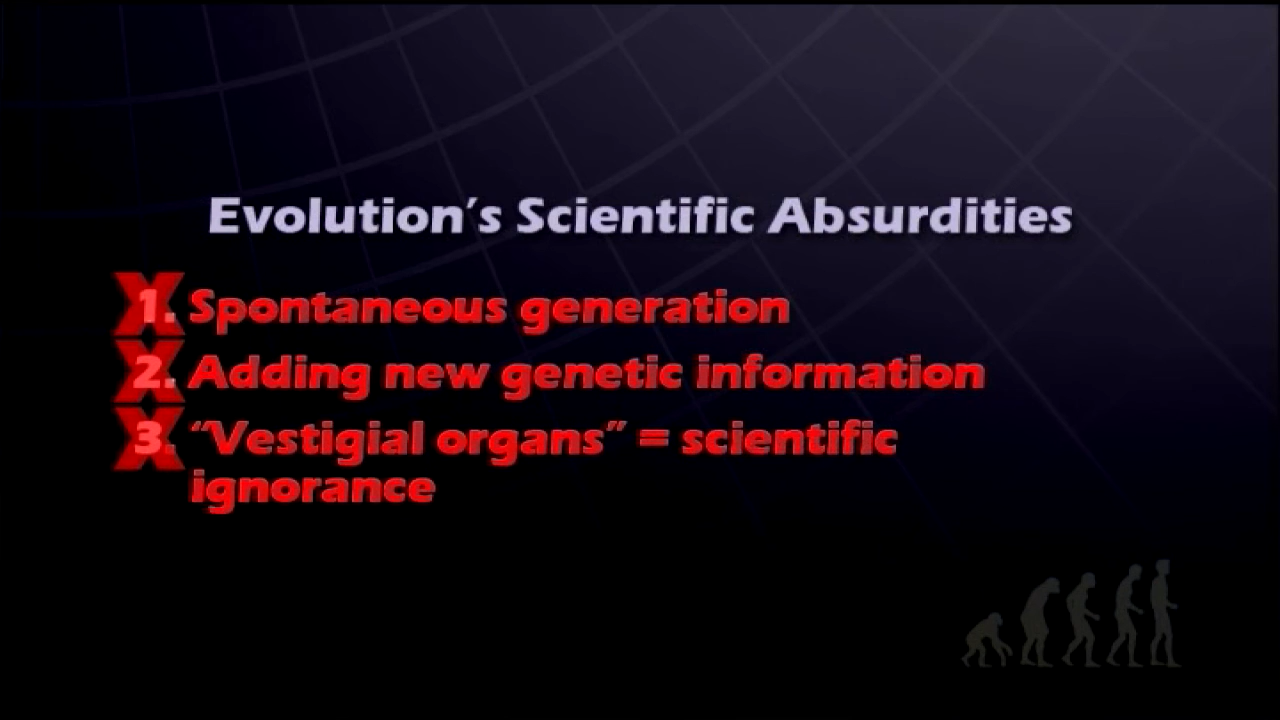 Evolution's Scientific Absurdities
1. Spontaneous generation
2. Adding new genetic information
3. “Vestigial organs” = scientific
ignorance